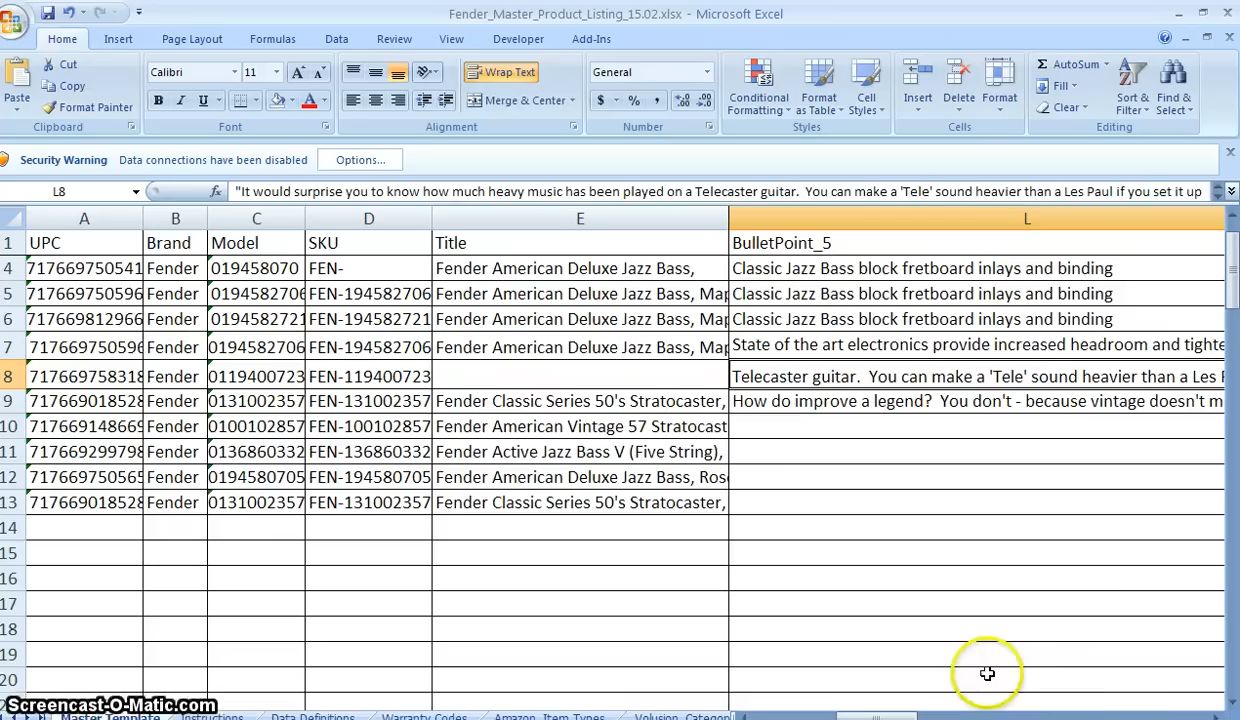 Fender_Master_Product_Listing_15.02.xlsx - Microsoft Excel
Home Insert Page Layout Formulas Data Review View Developer Add-Ins
Paste
Cut
Copy
Format Painter
Clipboard
Calibri 11
B I U
Font
Wrap Text
Merge & Center
Alignment
General
$ % ,
Number
Conditional Formatting
Format as Table
Cell Styles
Styles
Insert Delete Format
Cells
Σ AutoSum
Fill
Clear
Sort & Filter
Find & Select
Editing
Security Warning Data connections have been disabled Options...
L8 fx "It would surprise you to know how much heavy music has been played on a Telecaster guitar. You can make a 'Tele' sound heavier than a Les Paul if you set it up
A B C D E L
1 UPC Brand Model SKU Title BulletPoint_5
4 717669750541 Fender 019458070 FEN- Fender American Deluxe Jazz Bass, Classic Jazz Bass block fretboard inlays and binding
5 717669750596 Fender 0194582706 FEN-194582706 Fender American Deluxe Jazz Bass, Map Classic Jazz Bass block fretboard inlays and binding
6 717669812966 Fender 0194582721 FEN-194582721 Fender American Deluxe Jazz Bass, Map Classic Jazz Bass block fretboard inlays and binding
7 717669750596 Fender 0194582706 FEN-194582706 Fender American Deluxe Jazz Bass, Map State of the art electronics provide increased headroom and tighte
8 717669758318 Fender 0119400723 FEN-119400723 Telecaster guitar. You can make a 'Tele' sound heavier than a Les
9 717669018528 Fender 0131002357 FEN-131002357 Fender Classic Series 50's Stratocaster, How do improve a legend? You don't - because vintage doesn't m
10 717669148669 Fender 0100102857 FEN-100102857 Fender American Vintage 57 Stratocast
11 717669299798 Fender 0136860332 FEN-136860332 Fender Active Jazz Bass V (Five String),
12 717669750565 Fender 0194580705 FEN-194580705 Fender American Deluxe Jazz Bass, Rose
13 717669018528 Fender 0131002357 FEN-131002357 Fender Classic Series 50's Stratocaster,
14
15
16
17
18
19
20
Screencast-O-Matic.com
Master Template Instructions Data Definitions Warranty Codes Amazon_Item_Types Volusion_Categor